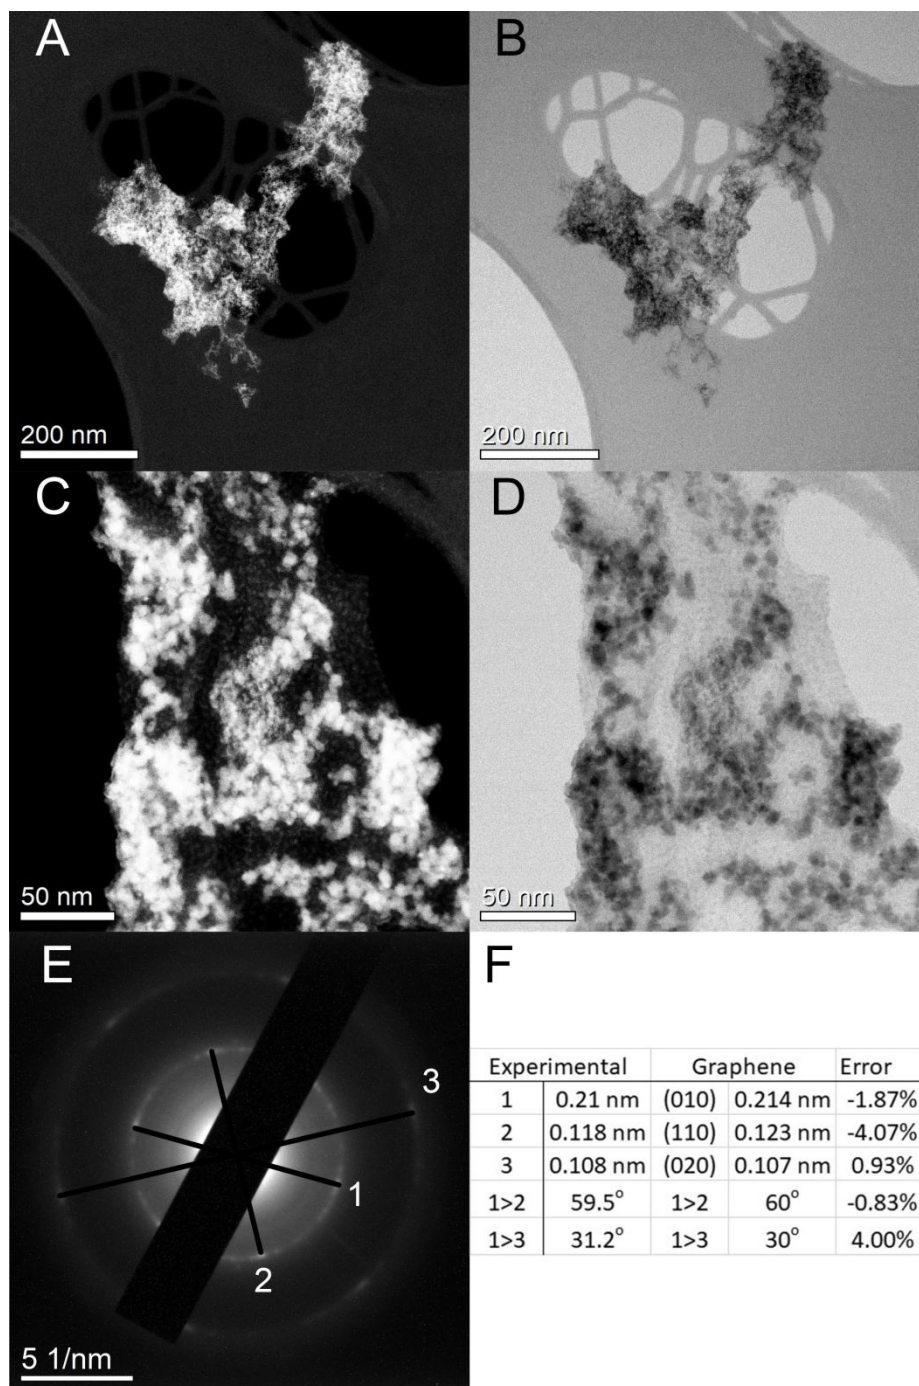 A
B
200 nm
200 nm
C
D
50 nm
50 nm
E
F
3
1
2
5 1/nm
Experimental Graphene Error
1 0.21 nm (010) 0.214 nm -1.87%
2 0.118 nm (110) 0.123 nm -4.07%
3 0.108 nm (020) 0.107 nm 0.93%
1>2 59.5° 1>2 60° -0.83%
1>3 31.2° 1>3 30° 4.00%